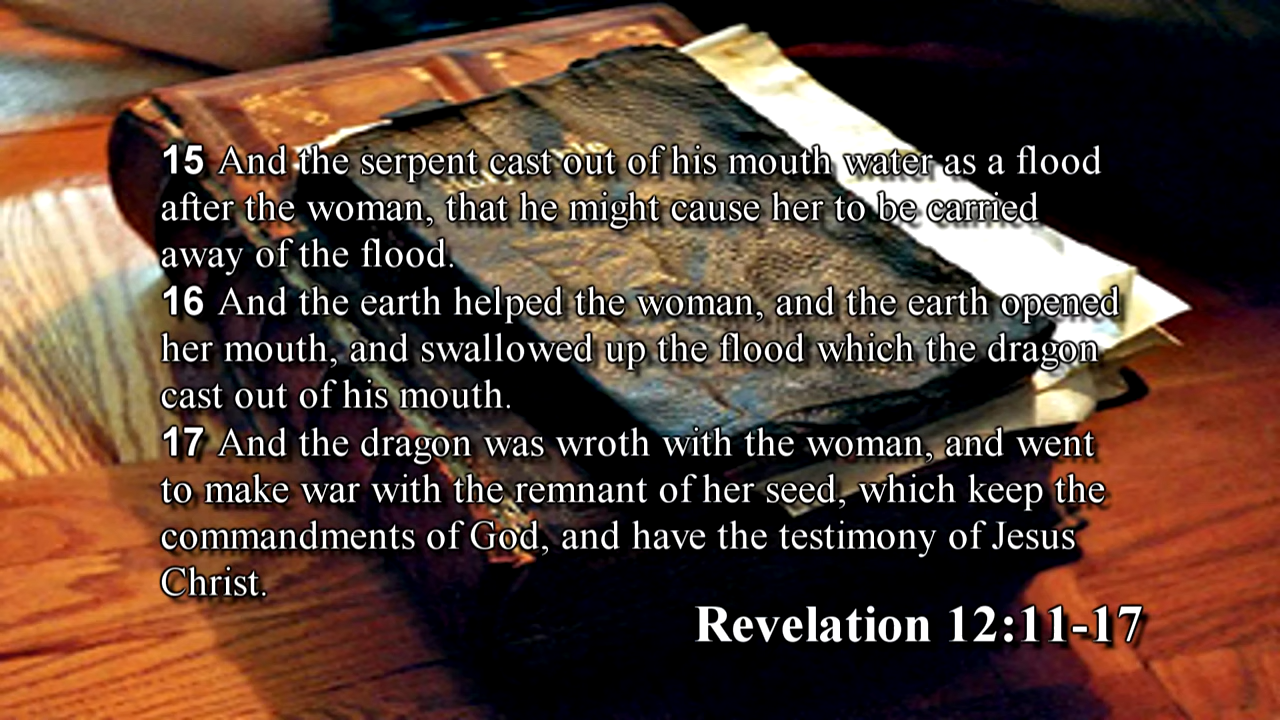 15 And the serpent cast out of his mouth water as a flood
after the woman, that he might cause her to be carried
away of the flood.
16 And the earth helped the woman, and the earth opened
her mouth, and swallowed up the flood which the dragon
cast out of his mouth.
17 And the dragon was wroth with the woman, and went
to make war with the remnant of her seed, which keep the
commandments of God, and have the testimony of Jesus
Christ.
Revelation 12:11-17